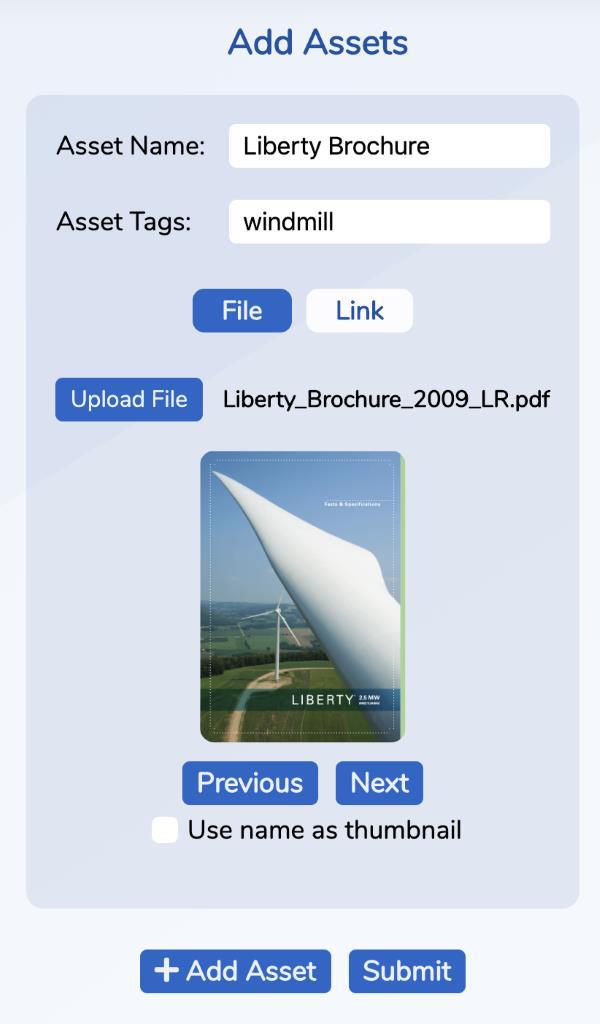 Add Assets
Asset Name: Liberty Brochure
Asset Tags: windmill
File Link
Upload File Liberty_Brochure_2009_LR.pdf
Facts & Specifications
LIBERTY 2.5 MW
Previous Next
Use name as thumbnail
+ Add Asset Submit